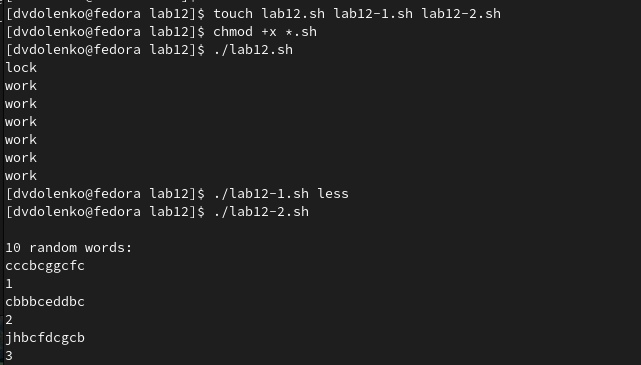 [dvdolenko@fedora lab12]$ touch lab12.sh lab12-1.sh lab12-2.sh
[dvdolenko@fedora lab12]$ chmod +x *.sh
[dvdolenko@fedora lab12]$ ./lab12.sh
lock
work
work
work
work
work
work
[dvdolenko@fedora lab12]$ ./lab12-1.sh less
[dvdolenko@fedora lab12]$ ./lab12-2.sh
10 random words:
cccbcggcfc
1
cbbbceddbc
2
jhbcfdcgcb
3